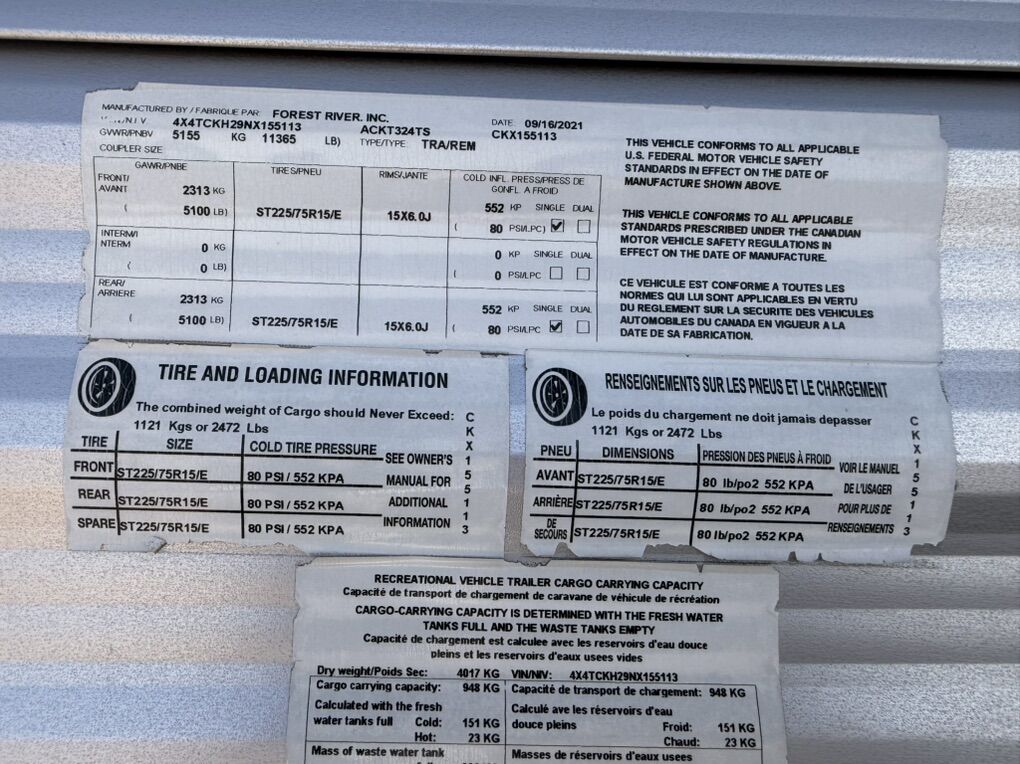 MANUFACTURED BY / FABRIQUE PAR FOREST RIVER, INC. DATE 09/16/2021
4X4TCKH29NX155113 ACKT324TS CKX155113
GVWR/PNBV 5155 KG 11365 LB) TYPE/TYPE TRA/REM
COUPLER SIZE
GAWR/PNBE TIRES/PNEU RIMS/JANTE COLD INFL. PRESS/PRESS DE
GONFL. A FROID
FRONT/
AVANT 2313 KG 552 KP SINGLE DUAL
( 5100 LB) ST225/75R15/E 15X6.0J ( 80 PSI/LPC)
INTERM/I
NTERM 0 KG 0 KP SINGLE DUAL
( 0 LB) ( 0 PSI/LPC
REAR/
ARRIERE 2313 KG 552 KP SINGLE DUAL
( 5100 LB) ST225/75R15/E 15X6.0J ( 80 PSI/LPC
THIS VEHICLE CONFORMS TO ALL APPLICABLE
U.S. FEDERAL MOTOR VEHICLE SAFETY
STANDARDS IN EFFECT ON THE DATE OF
MANUFACTURE SHOWN ABOVE.
THIS VEHICLE CONFORMS TO ALL APPLICABLE
STANDARDS PRESCRIBED UNDER THE CANADIAN
MOTOR VEHICLE SAFETY REGULATIONS IN
EFFECT ON THE DATE OF MANUFACTURE.
CE VEHICULE EST CONFORME A TOUTES LES
NORMES QUI LUI SONT APPLICABLES EN VERTU
DU REGLEMENT SUR LA SECURITE DES VEHICULES
AUTOMOBILES DU CANADA EN VIGUEUR A LA
DATE DE SA FABRICATION.
TIRE AND LOADING INFORMATION
The combined weight of Cargo should Never Exceed:
1121 Kgs or 2472 Lbs
TIRE SIZE COLD TIRE PRESSURE
FRONT ST225/75R15/E 80 PSI / 552 KPA
REAR ST225/75R15/E 80 PSI / 552 KPA
SPARE ST225/75R15/E 80 PSI / 552 KPA
SEE OWNER'S
MANUAL FOR
ADDITIONAL
INFORMATION
CKX155113
RENSEIGNEMENTS SUR LES PNEUS ET LE CHARGEMENT
Le poids du chargement ne doit jamais depasser
1121 Kgs or 2472 Lbs
PNEU DIMENSIONS PRESSION DES PNEUS À FROID
AVANT ST225/75R15/E 80 lb/po2 552 KPA
ARRIÈRE ST225/75R15/E 80 lb/po2 552 KPA
DE
SECOURS ST225/75R15/E 80 lb/po2 552 KPA
VOIR LE MANUEL
DE L'USAGER
POUR PLUS DE
RENSEIGNEMENTS
CKX155113
RECREATIONAL VEHICLE TRAILER CARGO CARRYING CAPACITY
Capacité de transport de chargement de caravane de véhicule de récréation
CARGO-CARRYING CAPACITY IS DETERMINED WITH THE FRESH WATER
TANKS FULL AND THE WASTE TANKS EMPTY
Capacité de chargement est calculee avec les reservoirs d'eau douce
pleins et les reservoirs d'eaux usees vides
Dry weight/Poids Sec: 4017 KG VIN/NIV: 4X4TCKH29NX155113
Cargo carrying capacity: 948 KG Capacité de transport de chargement: 948 KG
Calculated with the fresh
water tanks full Cold: 151 KG
Hot: 23 KG
Calculé ave les réservoirs d'eau
douce pleins Froid: 151 KG
Chaud: 23 KG
Mass of waste water tank Masses de réservoirs d'eaux usees